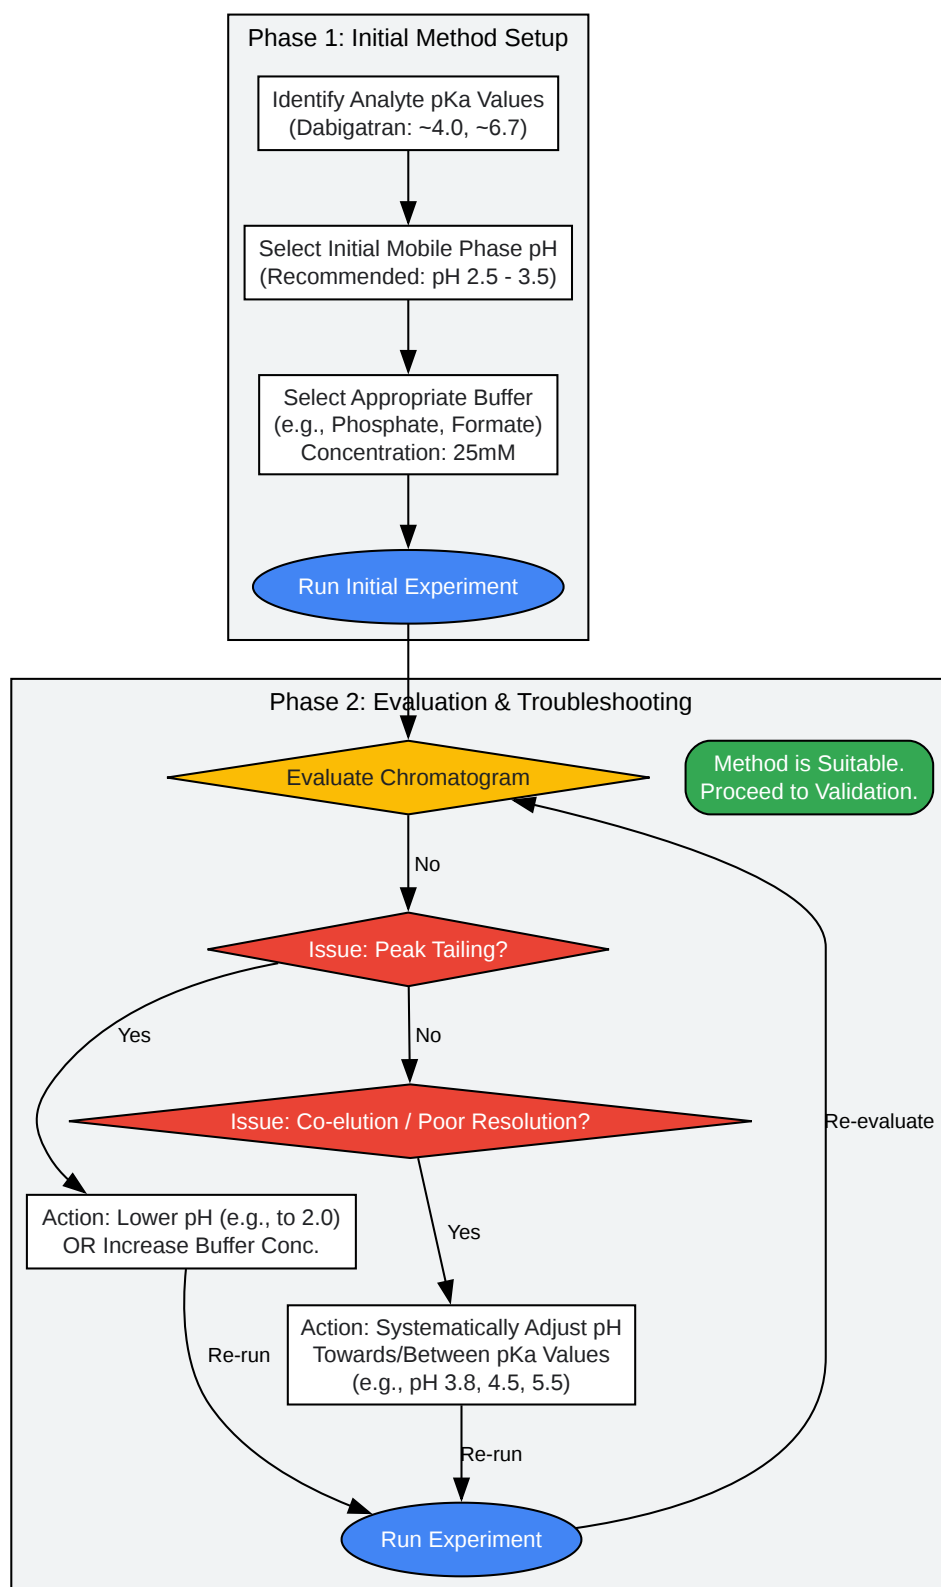 Phase 1: Initial Method Setup
Identify Analyte pKa Values
(Dabigatran: ~4.0, ~6.7)
Select Initial Mobile Phase pH
(Recommended: pH 2.5 - 3.5)
Select Appropriate Buffer
(e.g., Phosphate, Formate)
Concentration: 25mM
Run Initial Experiment
Phase 2: Evaluation & Troubleshooting
Evaluate Chromatogram
Method is Suitable.
Proceed to Validation.
No
Issue: Peak Tailing?
Yes
No
Issue: Co-elution / Poor Resolution?
Re-evaluate
Action: Lower pH (e.g., to 2.0)
OR Increase Buffer Conc.
Yes
Action: Systematically Adjust pH
Towards/Between pKa Values
(e.g., pH 3.8, 4.5, 5.5)
Re-run
Re-run
Run Experiment